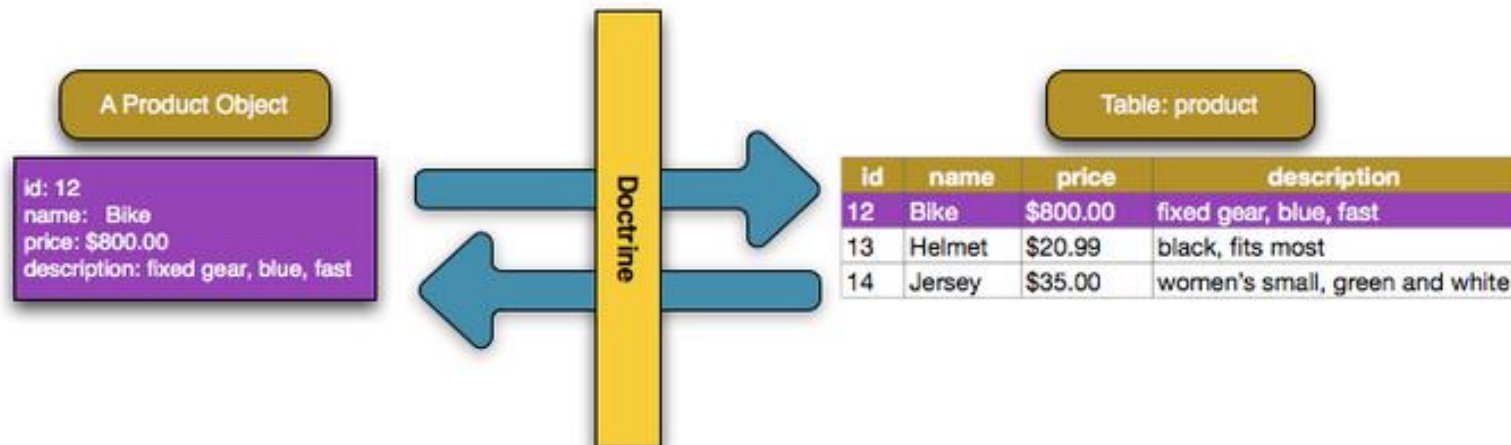 A Product Object
id: 12
name: Bike
price: $800.00
description: fixed gear, blue, fast
Doctrine
Table: product
id name price description
12 Bike $800.00 fixed gear, blue, fast
13 Helmet $20.99 black, fits most
14 Jersey $35.00 women's small, green and white